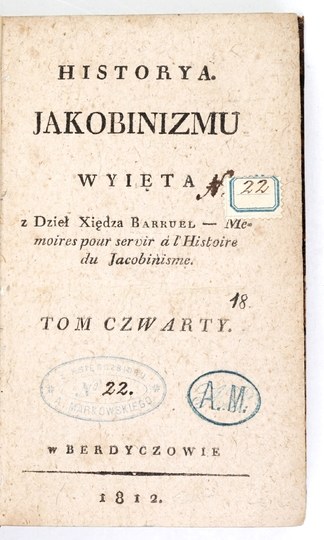 HISTORYA.
JAKOBINIZMU
WYIĘTA
N. 22
z Dzieł Xiędza BARRUEL — Me-
moires pour servir á l'Histoire
du Jacobinisme.
18.
TOM CZWARTY.
22.
A. M.
w BERDYCZOWIE
1812.